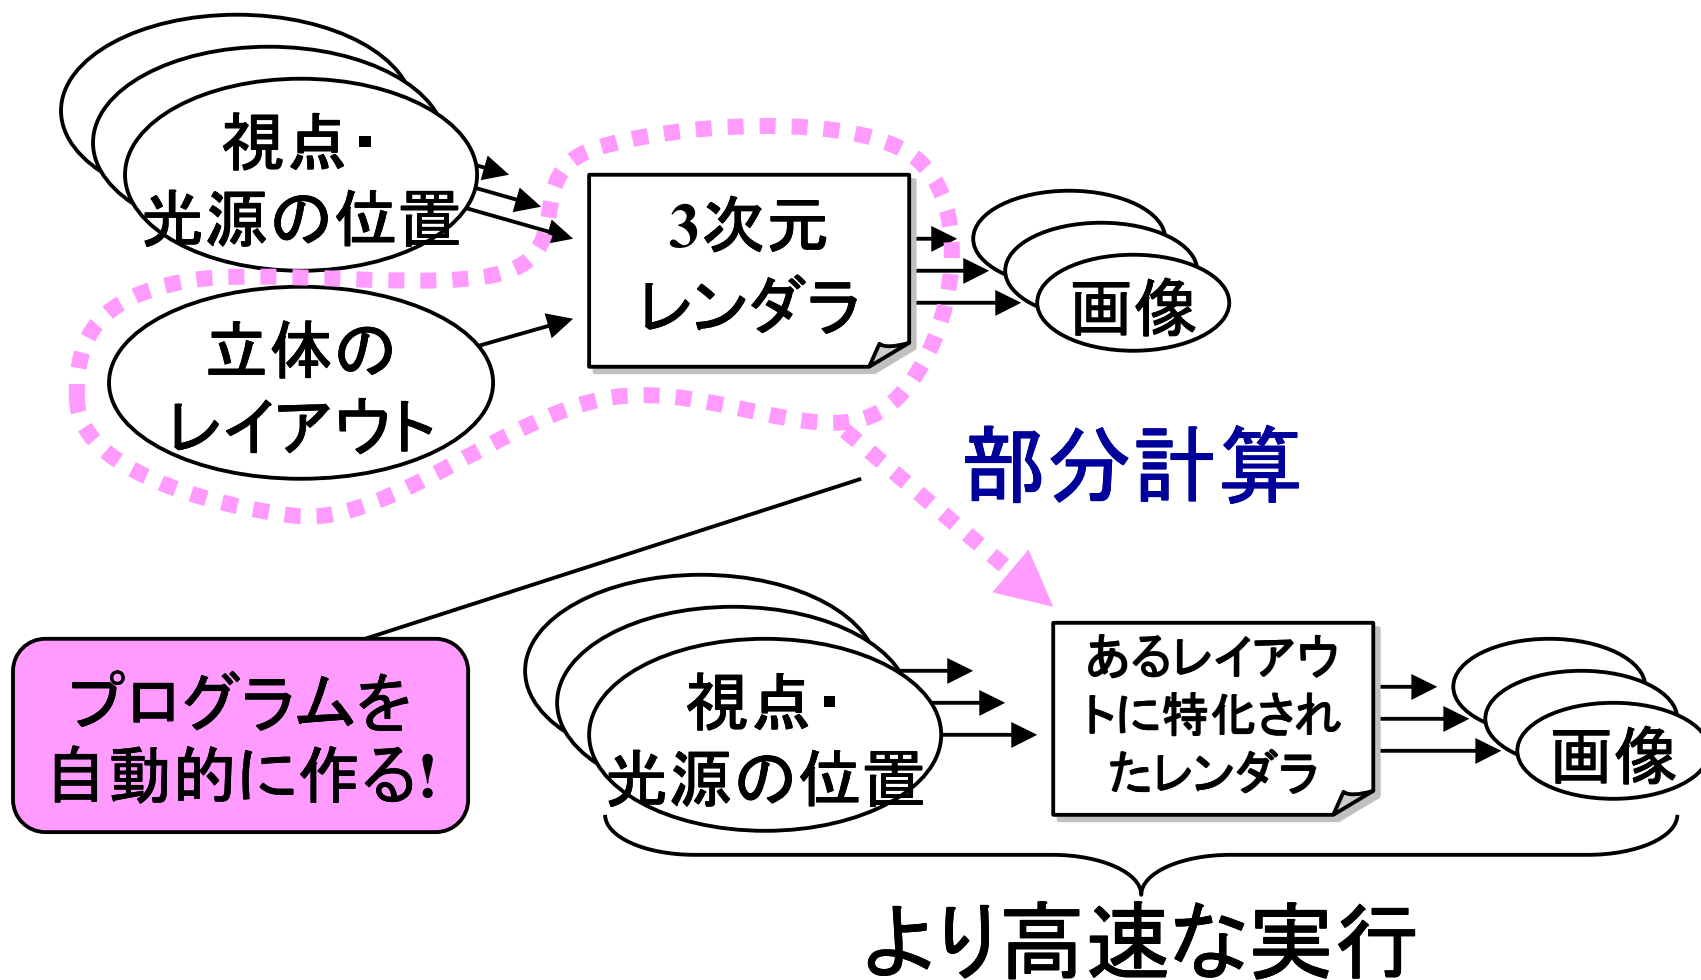 視点・
光源の位置
3次元
レンダラ
画像
立体の
レイアウト
部分計算
プログラムを
自動的に作る!
視点・
光源の位置
あるレイアウ
トに特化され
たレンダラ
画像
より高速な実行